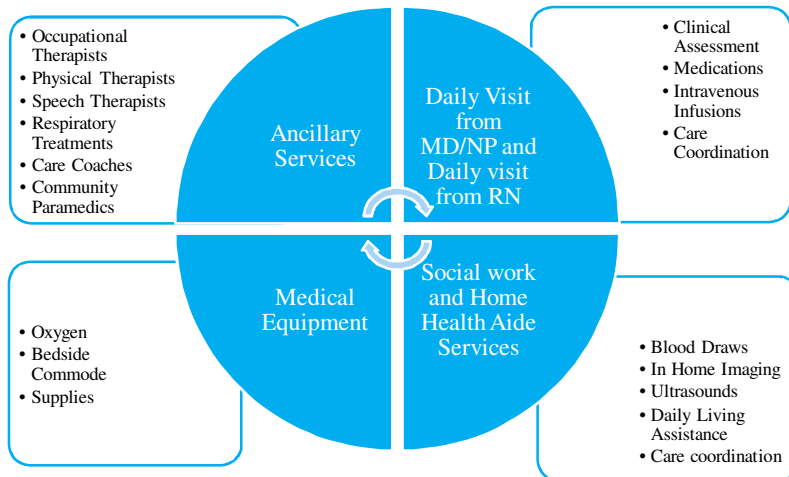 • Occupational
Therapists
• Physical Therapists
• Speech Therapists
• Respiratory
Treatments
• Care Coaches
• Community
Paramedics
Ancillary
Services
Daily Visit
from
MD/NP and
Daily visit
from RN
• Clinical
Assessment
• Medications
• Intravenous
Infusions
• Care
Coordination
• Oxygen
• Bedside
Commode
• Supplies
Medical
Equipment
Social work
and Home
Health Aide
Services
• Blood Draws
• In Home Imaging
• Ultrasounds
• Daily Living
Assistance
• Care coordination